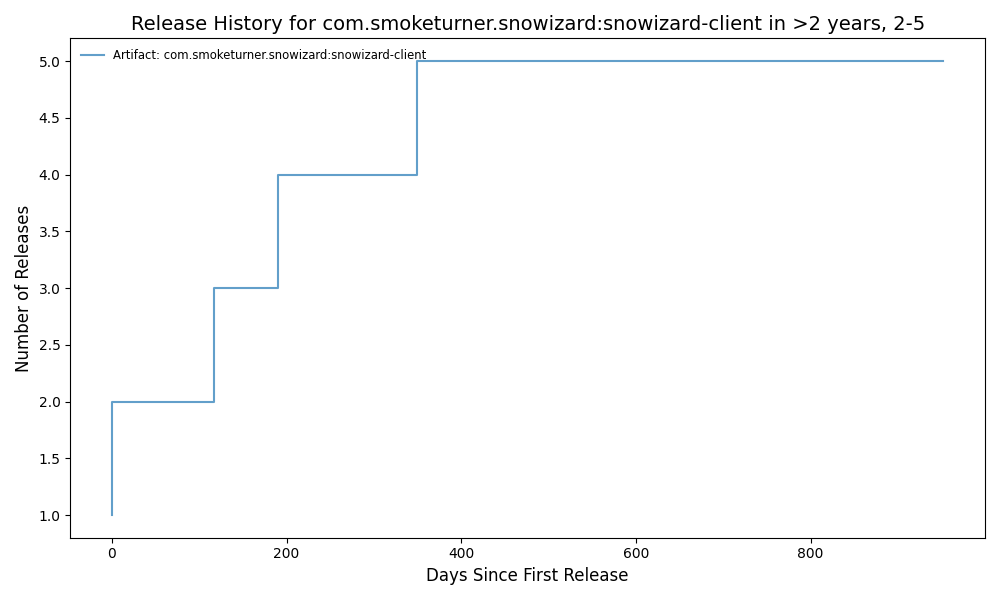 Release History for com.smoketurner.snowizard:snowizard-client in >2 years, 2-5
Artifact: com.smoketurner.snowizard:snowizard-client
5.0
4.5
4.0
3.5
3.0
2.5
2.0
1.5
1.0
Number of Releases
0 200 400 600 800
Days Since First Release